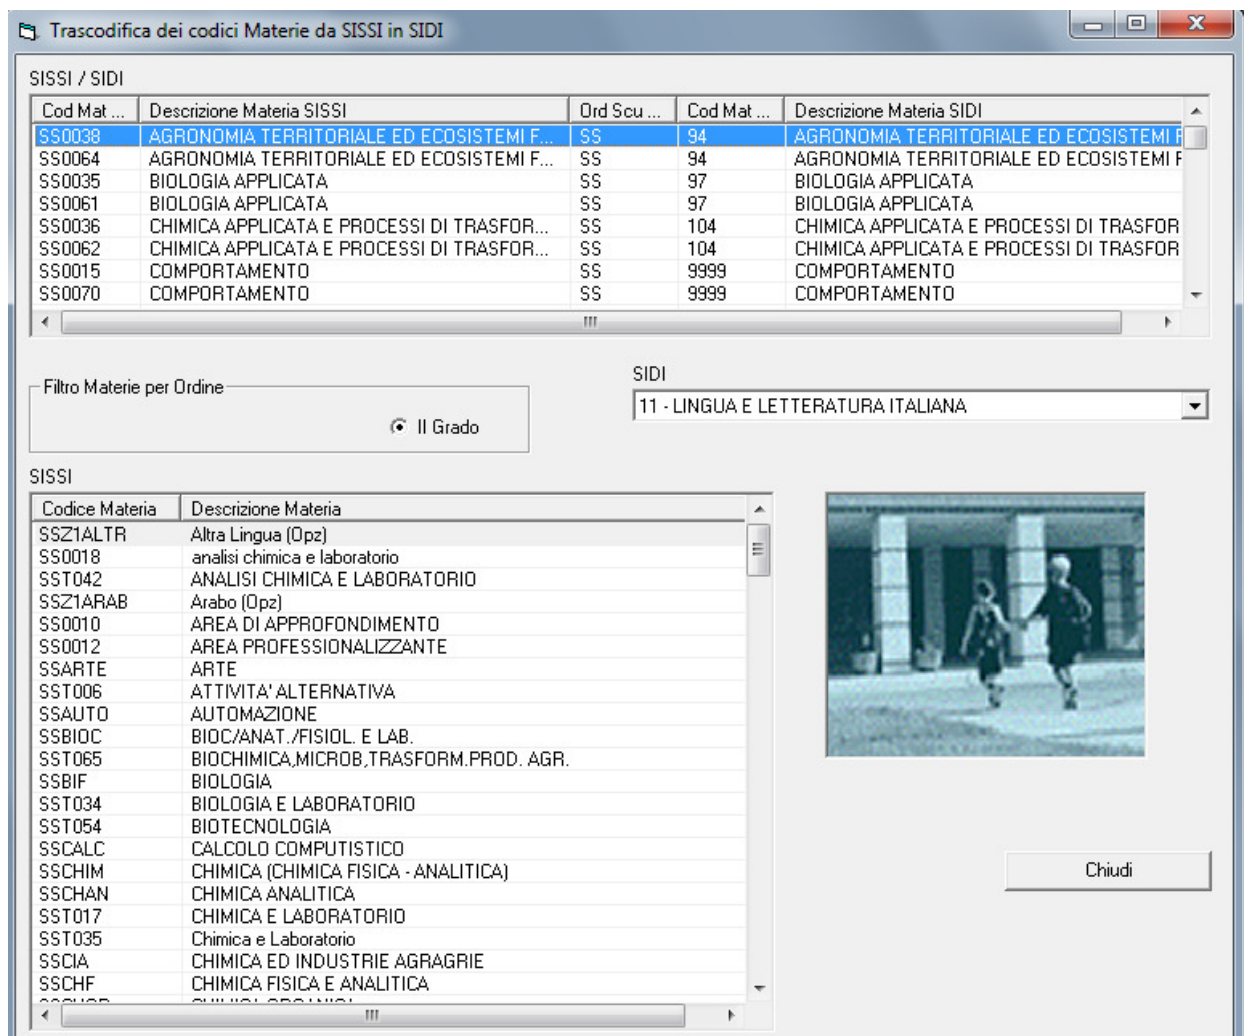 Trascodifica dei codici Materie da SISSI in SIDI
SISSI / SIDI
Cod Mat ... Descrizione Materia SISSI Ord Scu ... Cod Mat ... Descrizione Materia SIDI
SS0038 AGRONOMIA TERRITORIALE ED ECOSISTEMI F... SS 94 AGRONOMIA TERRITORIALE ED ECOSISTEMI F
SS0064 AGRONOMIA TERRITORIALE ED ECOSISTEMI F... SS 94 AGRONOMIA TERRITORIALE ED ECOSISTEMI F
SS0035 BIOLOGIA APPLICATA SS 97 BIOLOGIA APPLICATA
SS0061 BIOLOGIA APPLICATA SS 97 BIOLOGIA APPLICATA
SS0036 CHIMICA APPLICATA E PROCESSI DI TRASFOR... SS 104 CHIMICA APPLICATA E PROCESSI DI TRASFOR
SS0062 CHIMICA APPLICATA E PROCESSI DI TRASFOR... SS 104 CHIMICA APPLICATA E PROCESSI DI TRASFOR
SS0015 COMPORTAMENTO SS 9999 COMPORTAMENTO
SS0070 COMPORTAMENTO SS 9999 COMPORTAMENTO
Filtro Materie per Ordine
II Grado
SIDI
11 - LINGUA E LETTERATURA ITALIANA
SISSI
Codice Materia Descrizione Materia
SSZ1ALTR Altra Lingua (Opz)
SS0018 analisi chimica e laboratorio
SST042 ANALISI CHIMICA E LABORATORIO
SSZ1ARAB Arabo (Opz)
SS0010 AREA DI APPROFONDIMENTO
SS0012 AREA PROFESSIONALIZZANTE
SSARTE ARTE
SST006 ATTIVITA' ALTERNATIVA
SSAUTO AUTOMAZIONE
SSBIOC BIOC/ANAT./FISIOL. E LAB.
SST065 BIOCHIMICA,MICROB,TRASFORM.PROD. AGR.
SSBIF BIOLOGIA
SST034 BIOLOGIA E LABORATORIO
SST054 BIOTECNOLOGIA
SSCALC CALCOLO COMPUTISTICO
SSCHIM CHIMICA (CHIMICA FISICA - ANALITICA)
SSCHAN CHIMICA ANALITICA
SST017 CHIMICA E LABORATORIO
SST035 Chimica e Laboratorio
SSCIA CHIMICA ED INDUSTRIE AGRAGRIE
SSCHF CHIMICA FISICA E ANALITICA
Chiudi